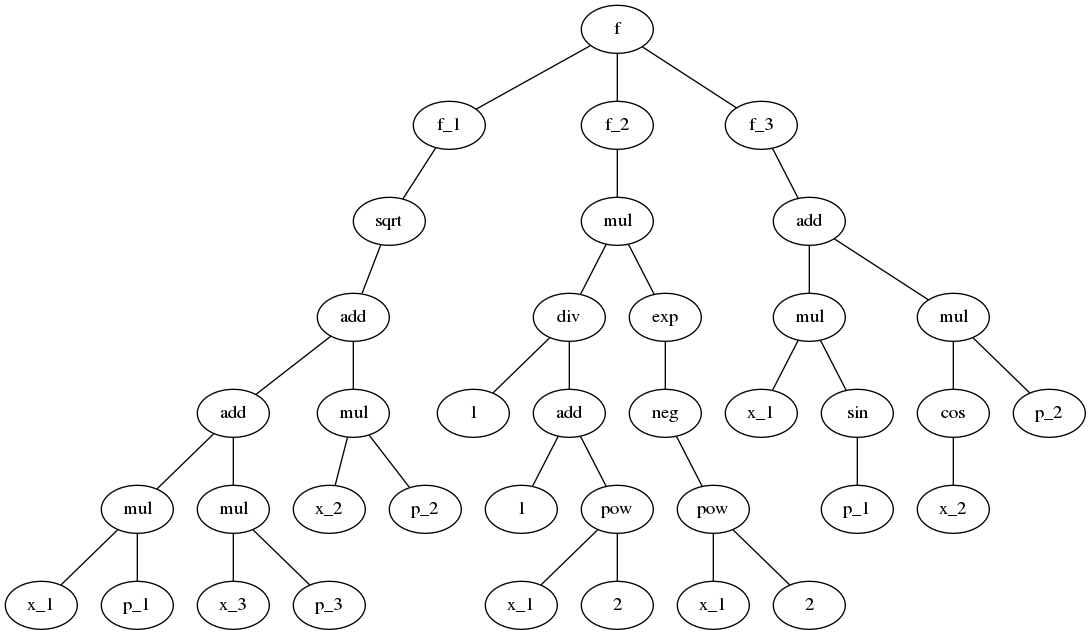 f
f_1 f_2 f_3
sqrt mul add
add div exp mul mul
add mul 1 add neg x_1 sin cos p_2
mul mul x_2 p_2 1 pow pow p_1 x_2
x_1 p_1 x_3 p_3 x_1 2 x_1 2